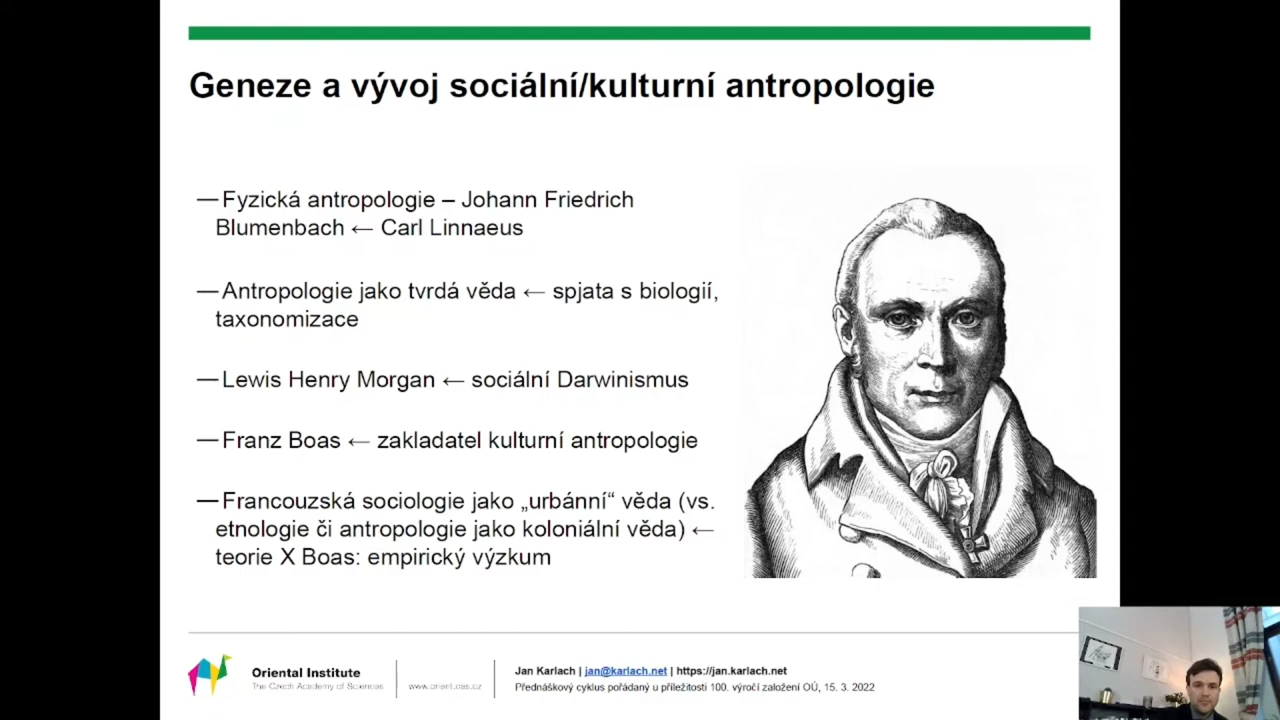 Geneze a vývoj sociální/kulturní antropologie
— Fyzická antropologie – Johann Friedrich
Blumenbach ← Carl Linnaeus
— Antropologie jako tvrdá věda ← spjata s biologií,
taxonomizace
— Lewis Henry Morgan ← sociální Darwinismus
— Franz Boas ← zakladatel kulturní antropologie
— Francouzská sociologie jako „urbánní“ věda (vs.
etnologie či antropologie jako koloniální věda) ←
teorie X Boas: empirický výzkum
Oriental Institute
The Czech Academy of Sciences
www.orient.cas.cz
Jan Karlach | jan@karlach.net | https://jan.karlach.net
Přednáškový cyklus pořádaný u příležitosti 100. výročí založení OÚ, 15. 3. 2022